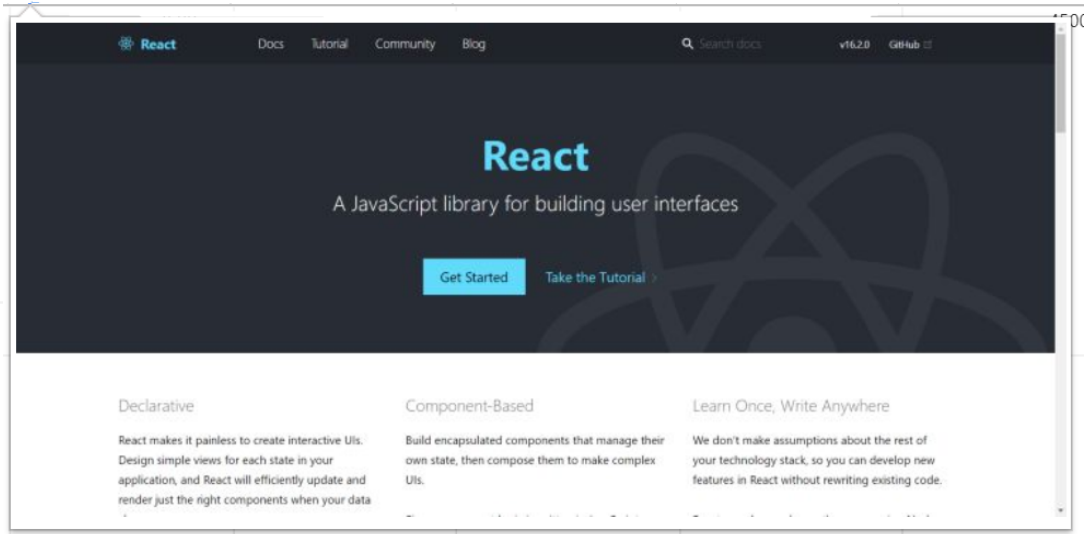 React Docs Tutorial Community Blog Search docs v16.2.0 GitHub
React
A JavaScript library for building user interfaces
Get Started Take the Tutorial >
Declarative
React makes it painless to create interactive UIs.
Design simple views for each state in your
application, and React will efficiently update and
render just the right components when your data
Component-Based
Build encapsulated components that manage their
own state, then compose them to make complex
UIs.
Learn Once, Write Anywhere
We don't make assumptions about the rest of
your technology stack, so you can develop new
features in React without rewriting existing code.